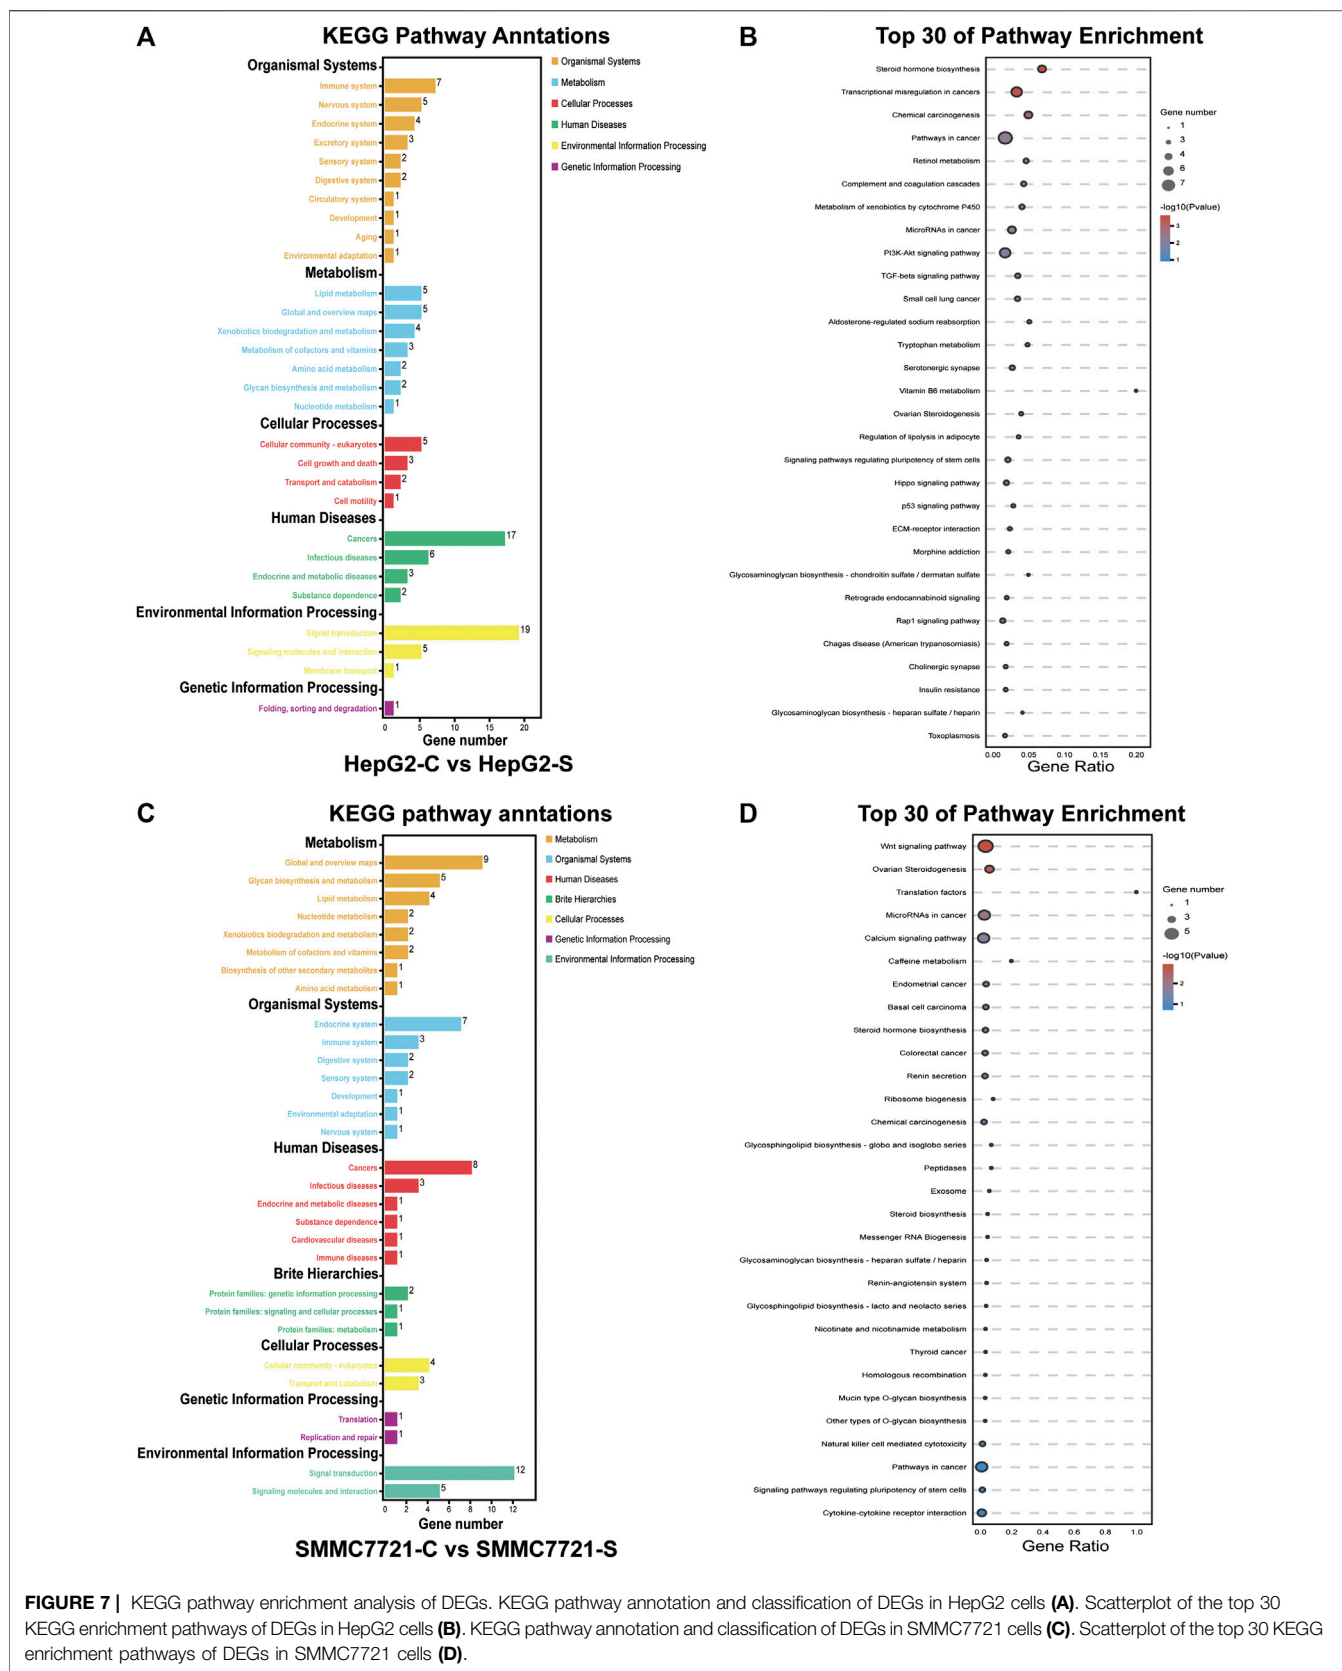 A
KEGG Pathway Anntations
Organismal Systems
Immune system
7
Nervous system
5
Endocrine system
4
Excretory system
3
Sensory system
2
Digestive system
2
Circulatory system
1
Development
1
Aging
1
Environmental adaptation
1
Metabolism
Lipid metabolism
5
Global and overview maps
5
Xenobiotics biodegradation and metabolism
4
Metabolism of cofactors and vitamins
3
Amino acid metabolism
2
Glycan biosynthesis and metabolism
2
Nucleotide metabolism
1
Cellular Processes
Cellular community - eukaryotes
5
Cell growth and death
3
Transport and catabolism
2
Cell motility
1
Human Diseases
Cancers
17
Infectious diseases
6
Endocrine and metabolic diseases
3
Substance dependence
2
Environmental Information Processing
Signal transduction
19
Signaling molecules and interaction
5
Membrane transport
1
Genetic Information Processing
Folding, sorting and degradation
1
0 5 10 15 20
Gene number
HepG2-C vs HepG2-S
Organismal Systems
Metabolism
Cellular Processes
Human Diseases
Environmental Information Processing
Genetic Information Processing
B
Top 30 of Pathway Enrichment
Steroid hormone biosynthesis
Transcriptional misregulation in cancers
Chemical carcinogenesis
Pathways in cancer
Retinol metabolism
Complement and coagulation cascades
Metabolism of xenobiotics by cytochrome P450
MicroRNAs in cancer
PI3K-Akt signaling pathway
TGF-beta signaling pathway
Small cell lung cancer
Aldosterone-regulated sodium reabsorption
Tryptophan metabolism
Serotonergic synapse
Vitamin B6 metabolism
Ovarian Steroidogenesis
Regulation of lipolysis in adipocyte
Signaling pathways regulating pluripotency of stem cells
Hippo signaling pathway
p53 signaling pathway
ECM-receptor interaction
Morphine addiction
Glycosaminoglycan biosynthesis - chondroitin sulfate / dermatan sulfate
Retrograde endocannabinoid signaling
Rap1 signaling pathway
Chagas disease (American trypanosomiasis)
Cholinergic synapse
Insulin resistance
Glycosaminoglycan biosynthesis - heparan sulfate / heparin
Toxoplasmosis
0.00 0.05 0.10 0.15 0.20
Gene Ratio
Gene number
1
3
4
6
7
-log10(Pvalue)
3
2
1
C
KEGG pathway anntations
Metabolism
Global and overview maps
9
Glycan biosynthesis and metabolism
5
Lipid metabolism
4
Nucleotide metabolism
2
Xenobiotics biodegradation and metabolism
2
Metabolism of cofactors and vitamins
2
Biosynthesis of other secondary metabolites
1
Amino acid metabolism
1
Organismal Systems
Endocrine system
7
Immune system
3
Digestive system
2
Sensory system
2
Development
1
Environmental adaptation
1
Nervous system
1
Human Diseases
Cancers
8
Infectious diseases
3
Endocrine and metabolic diseases
1
Substance dependence
1
Cardiovascular diseases
1
Immune diseases
1
Brite Hierarchies
Protein families: genetic information processing
2
Protein families: signaling and cellular processes
1
Protein families: metabolism
1
Cellular Processes
Cellular community - eukaryotes
4
Transport and catabolism
3
Genetic Information Processing
Translation
1
Replication and repair
1
Environmental Information Processing
Signal transduction
12
Signaling molecules and interaction
5
0 2 4 6 8 10 12
Gene number
SMMC7721-C vs SMMC7721-S
Metabolism
Organismal Systems
Human Diseases
Brite Hierarchies
Cellular Processes
Genetic Information Processing
Environmental Information Processing
D
Top 30 of Pathway Enrichment
Wnt signaling pathway
Ovarian Steroidogenesis
Translation factors
MicroRNAs in cancer
Calcium signaling pathway
Caffeine metabolism
Endometrial cancer
Basal cell carcinoma
Steroid hormone biosynthesis
Colorectal cancer
Renin secretion
Ribosome biogenesis
Chemical carcinogenesis
Glycosphingolipid biosynthesis - globo and isoglobo series
Peptidases
Exosome
Steroid biosynthesis
Messenger RNA Biogenesis
Glycosaminoglycan biosynthesis - heparan sulfate / heparin
Renin-angiotensin system
Glycosphingolipid biosynthesis - lacto and neolacto series
Nicotinate and nicotinamide metabolism
Thyroid cancer
Homologous recombination
Mucin type O-glycan biosynthesis
Other types of O-glycan biosynthesis
Natural killer cell mediated cytotoxicity
Pathways in cancer
Signaling pathways regulating pluripotency of stem cells
Cytokine-cytokine receptor interaction
0.0 0.2 0.4 0.6 0.8 1.0
Gene Ratio
Gene number
1
3
5
-log10(Pvalue)
2
1
FIGURE 7 | KEGG pathway enrichment analysis of DEGs. KEGG pathway annotation and classification of DEGs in HepG2 cells (A). Scatterplot of the top 30
KEGG enrichment pathways of DEGs in HepG2 cells (B). KEGG pathway annotation and classification of DEGs in SMMC7721 cells (C). Scatterplot of the top 30 KEGG
enrichment pathways of DEGs in SMMC7721 cells (D).